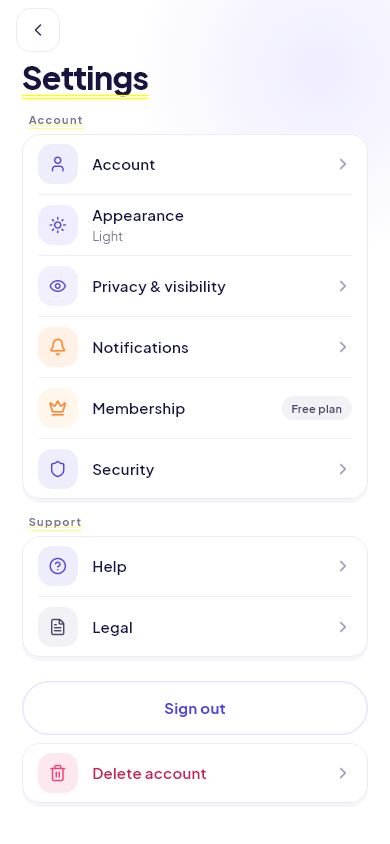 Settings
Account
Account
Appearance
Light
Privacy & visibility
Notifications
Membership
Free plan
Security
Support
Help
Legal
Sign out
Delete account